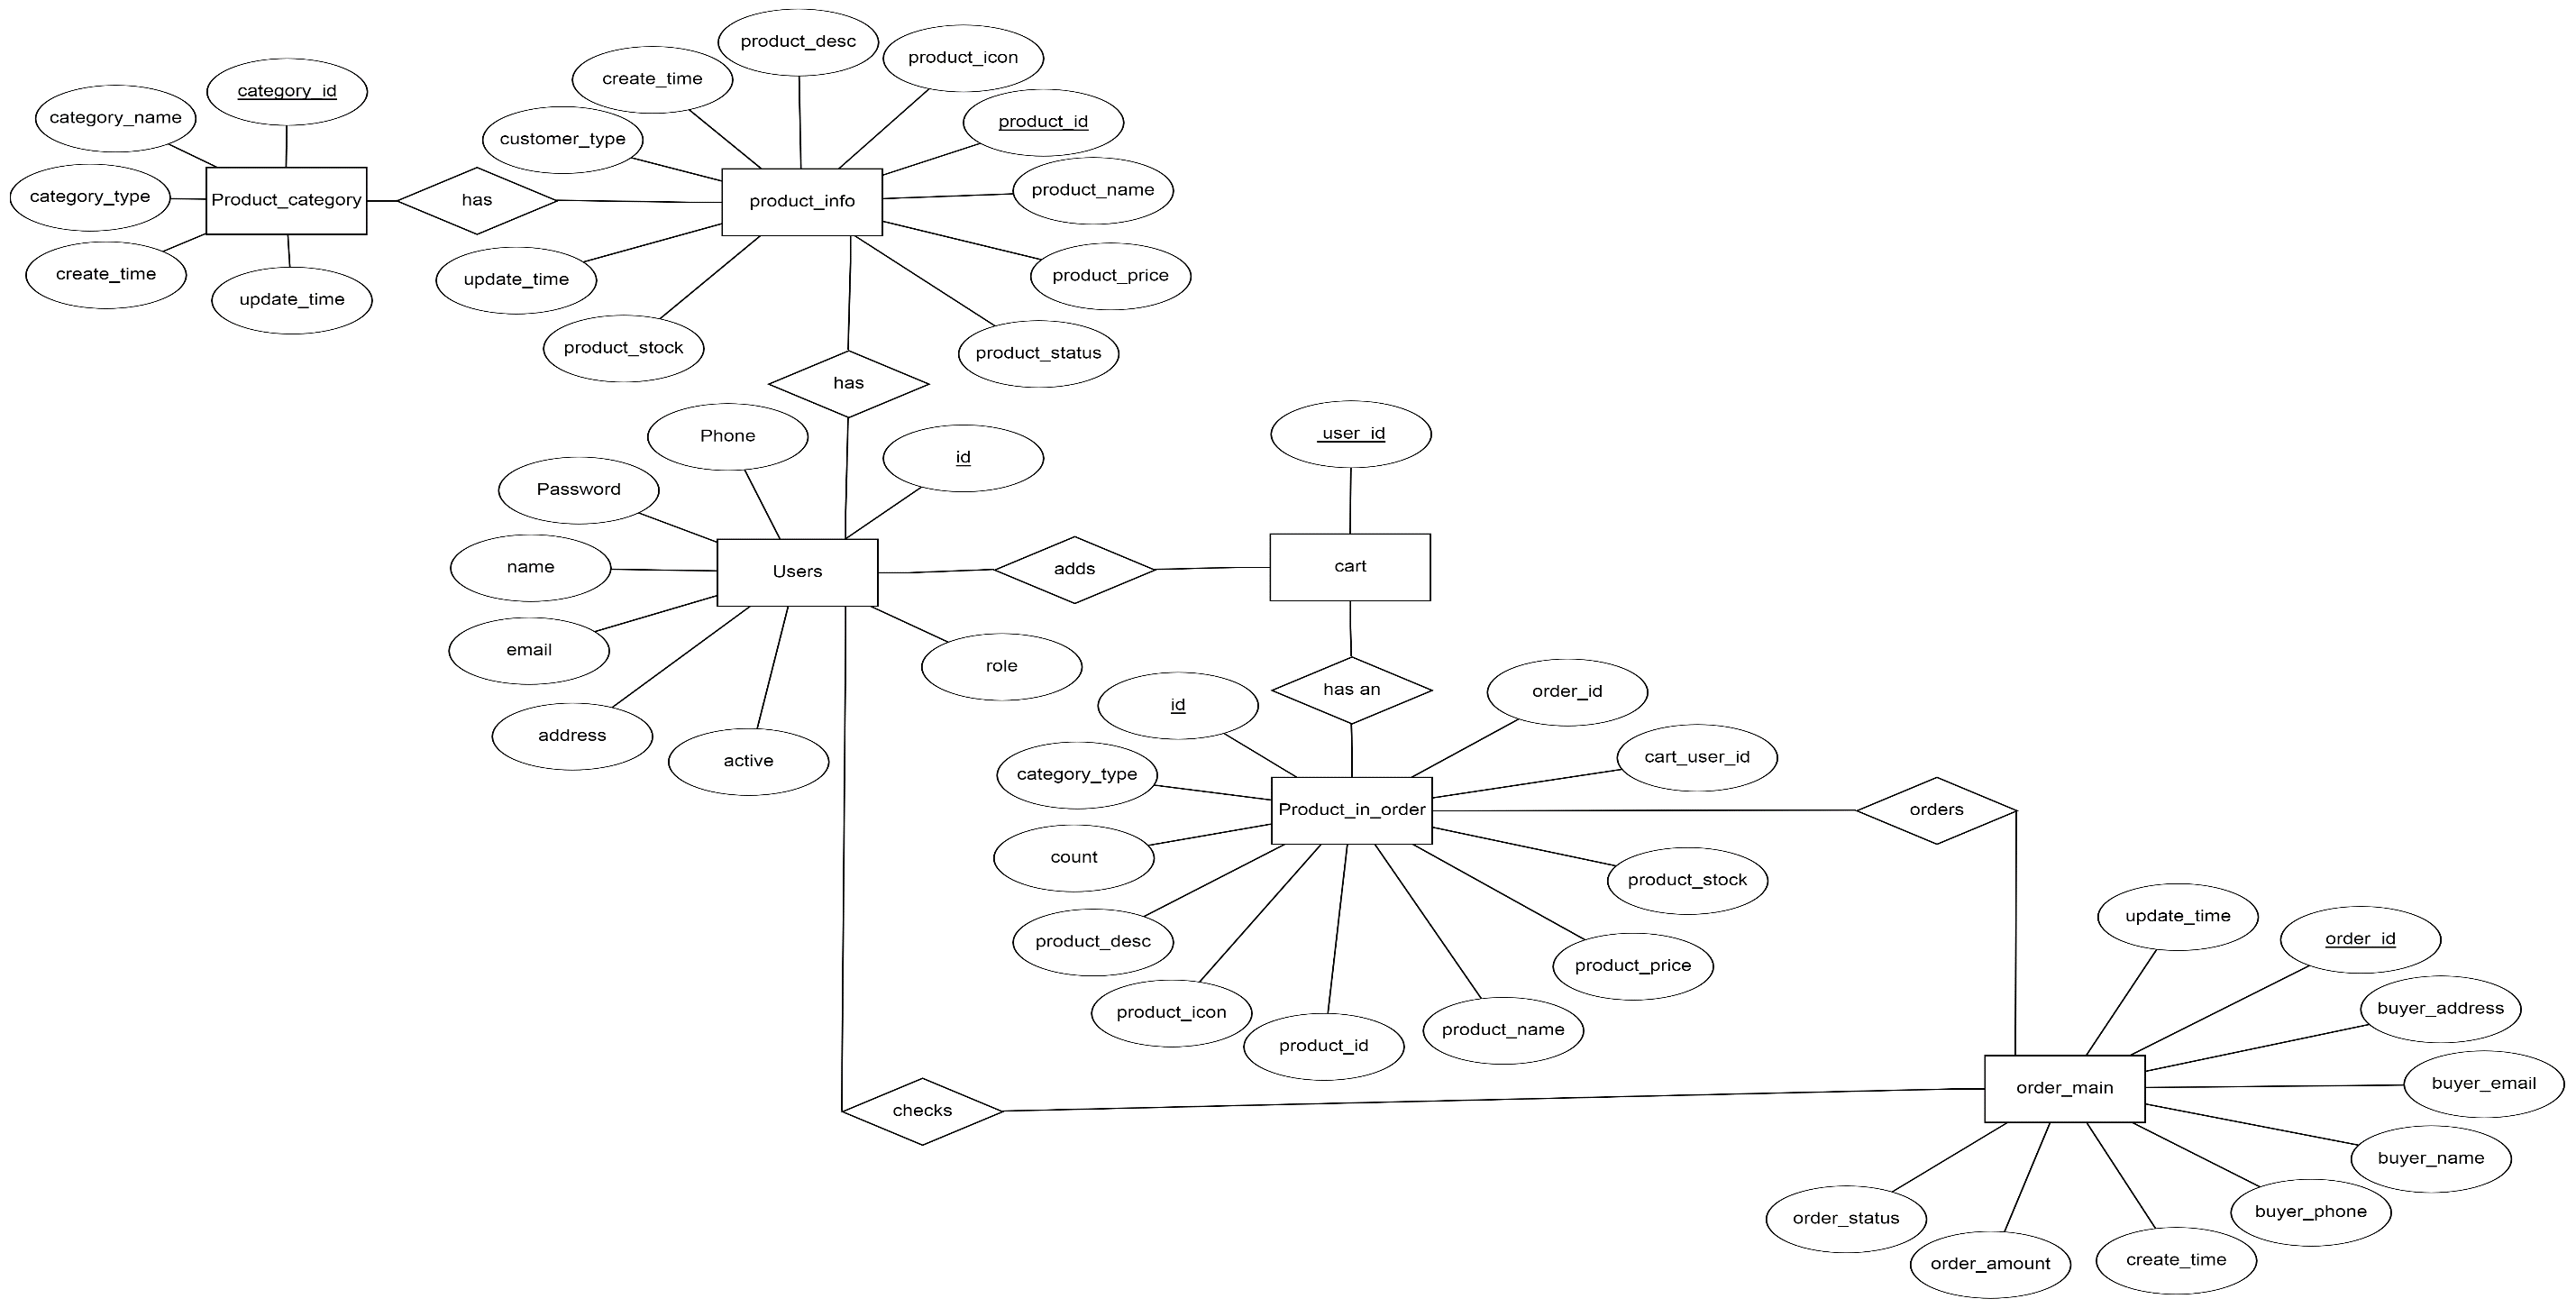 product_desc
product_icon
create_time
category_id
category_name
product_id
customer_type
product_name
category_type
Product_category
has
product_info
create_time
update_time
product_price
update_time
product_stock
product_status
has
Phone
user_id
id
Password
name
Users
adds
cart
email
role
address
active
has an
order_id
id
cart_user_id
category_type
Product_in_order
orders
count
product_stock
product_desc
product_price
update_time
order_id
product_icon
product_id
product_name
buyer_address
buyer_email
order_main
checks
buyer_name
order_status
buyer_phone
order_amount
create_time